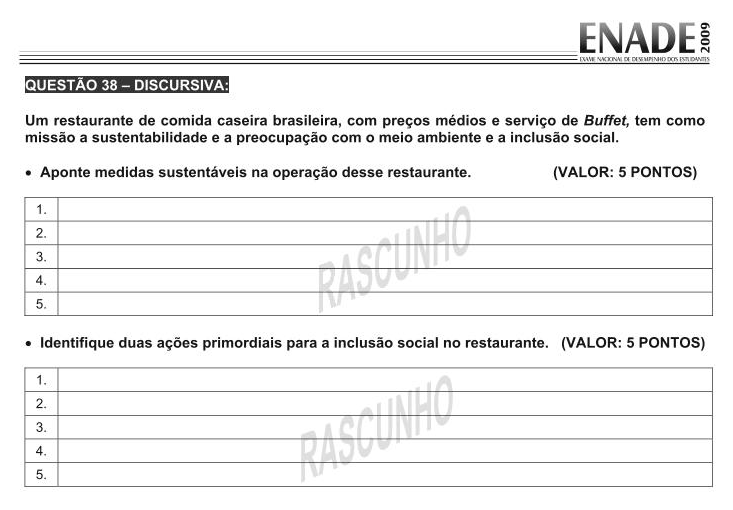 ENADE 2009
EXAME NACIONAL DE DESEMPENHO DOS ESTUDANTES
QUESTÃO 38 – DISCURSIVA:
Um restaurante de comida caseira brasileira, com preços médios e serviço de Buffet, tem como
missão a sustentabilidade e a preocupação com o meio ambiente e a inclusão social.
• Aponte medidas sustentáveis na operação desse restaurante. (VALOR: 5 PONTOS)
1.
2.
3.
4.
5.
RASCUNHO
• Identifique duas ações primordiais para a inclusão social no restaurante. (VALOR: 5 PONTOS)
1.
2.
3.
4.
5.
RASCUNHO